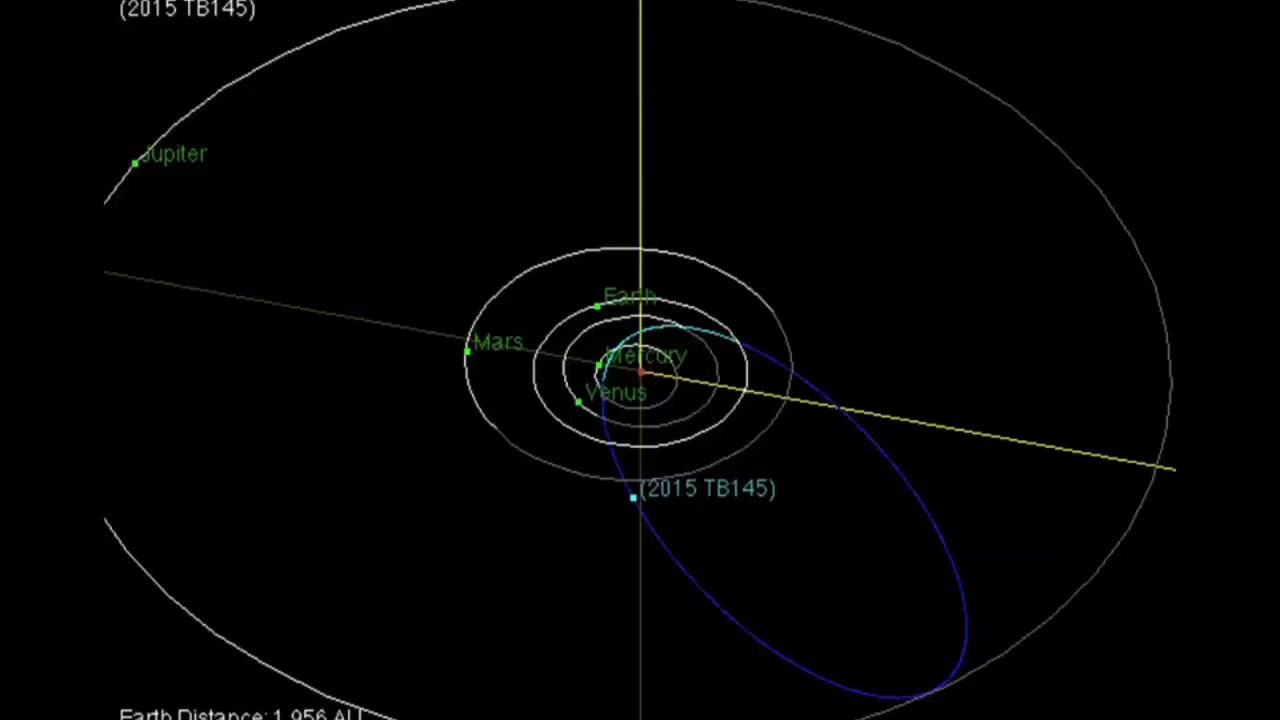 (2015 TB145)
Jupiter
Earth
Mars
Mercury
Venus
(2015 TB145)
Earth Distance: 1.956 AU